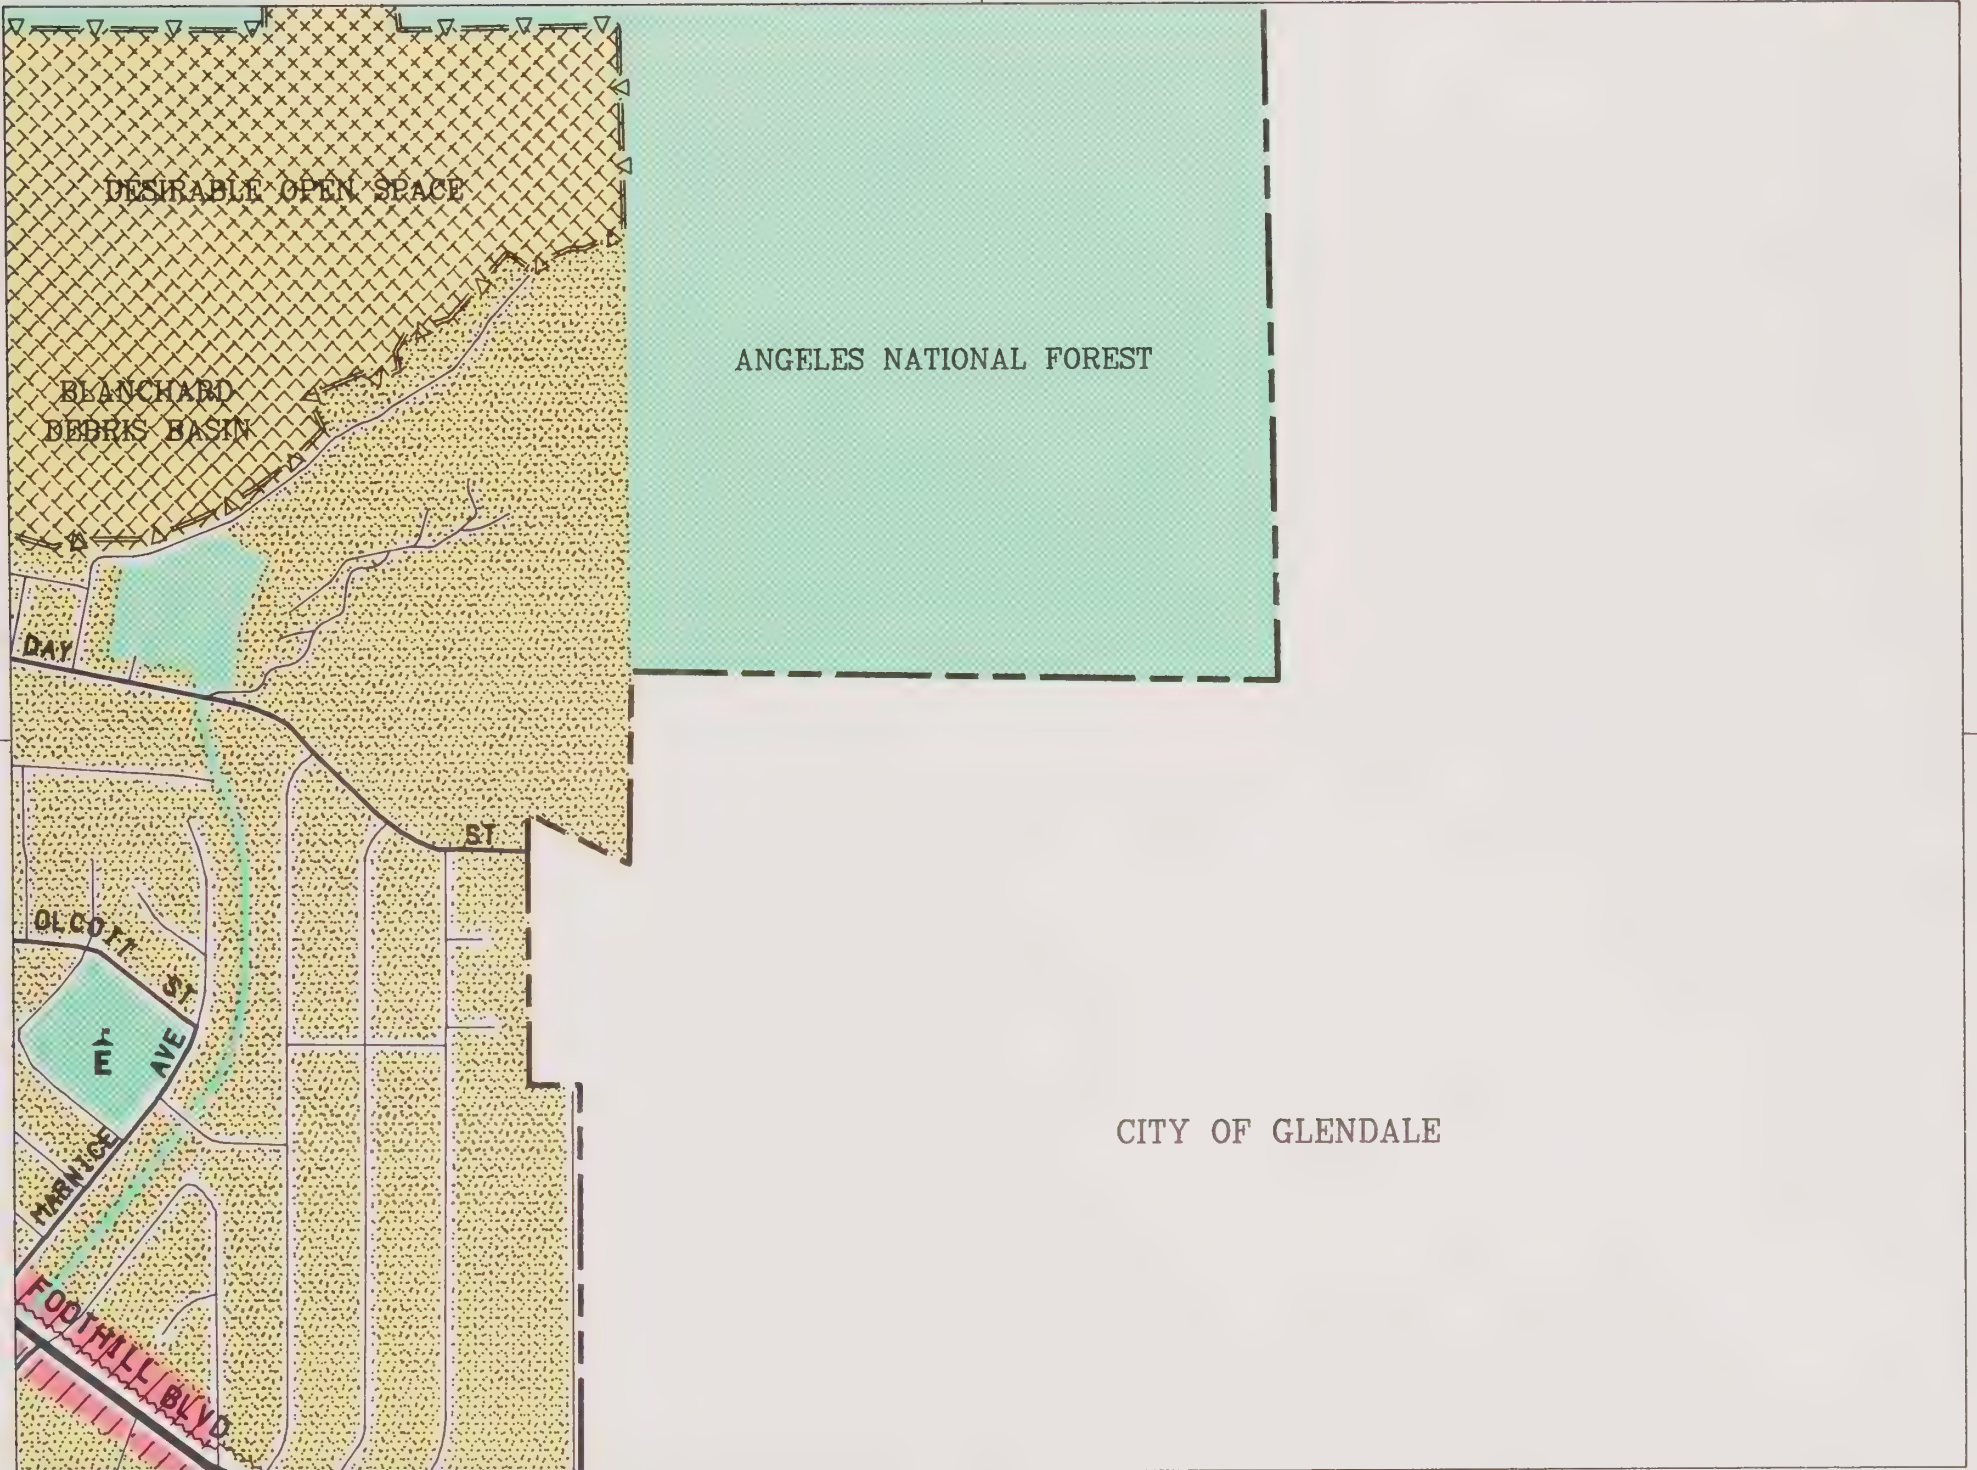 DESIRABLE OPEN SPACE
ANGELES NATIONAL FOREST
BLANCHARD
DEBRIS BASIN
DAY
ST
OLCOTT
ST
E
AVE
MARNICE
CITY OF GLENDALE
FOOTHILL BLVD